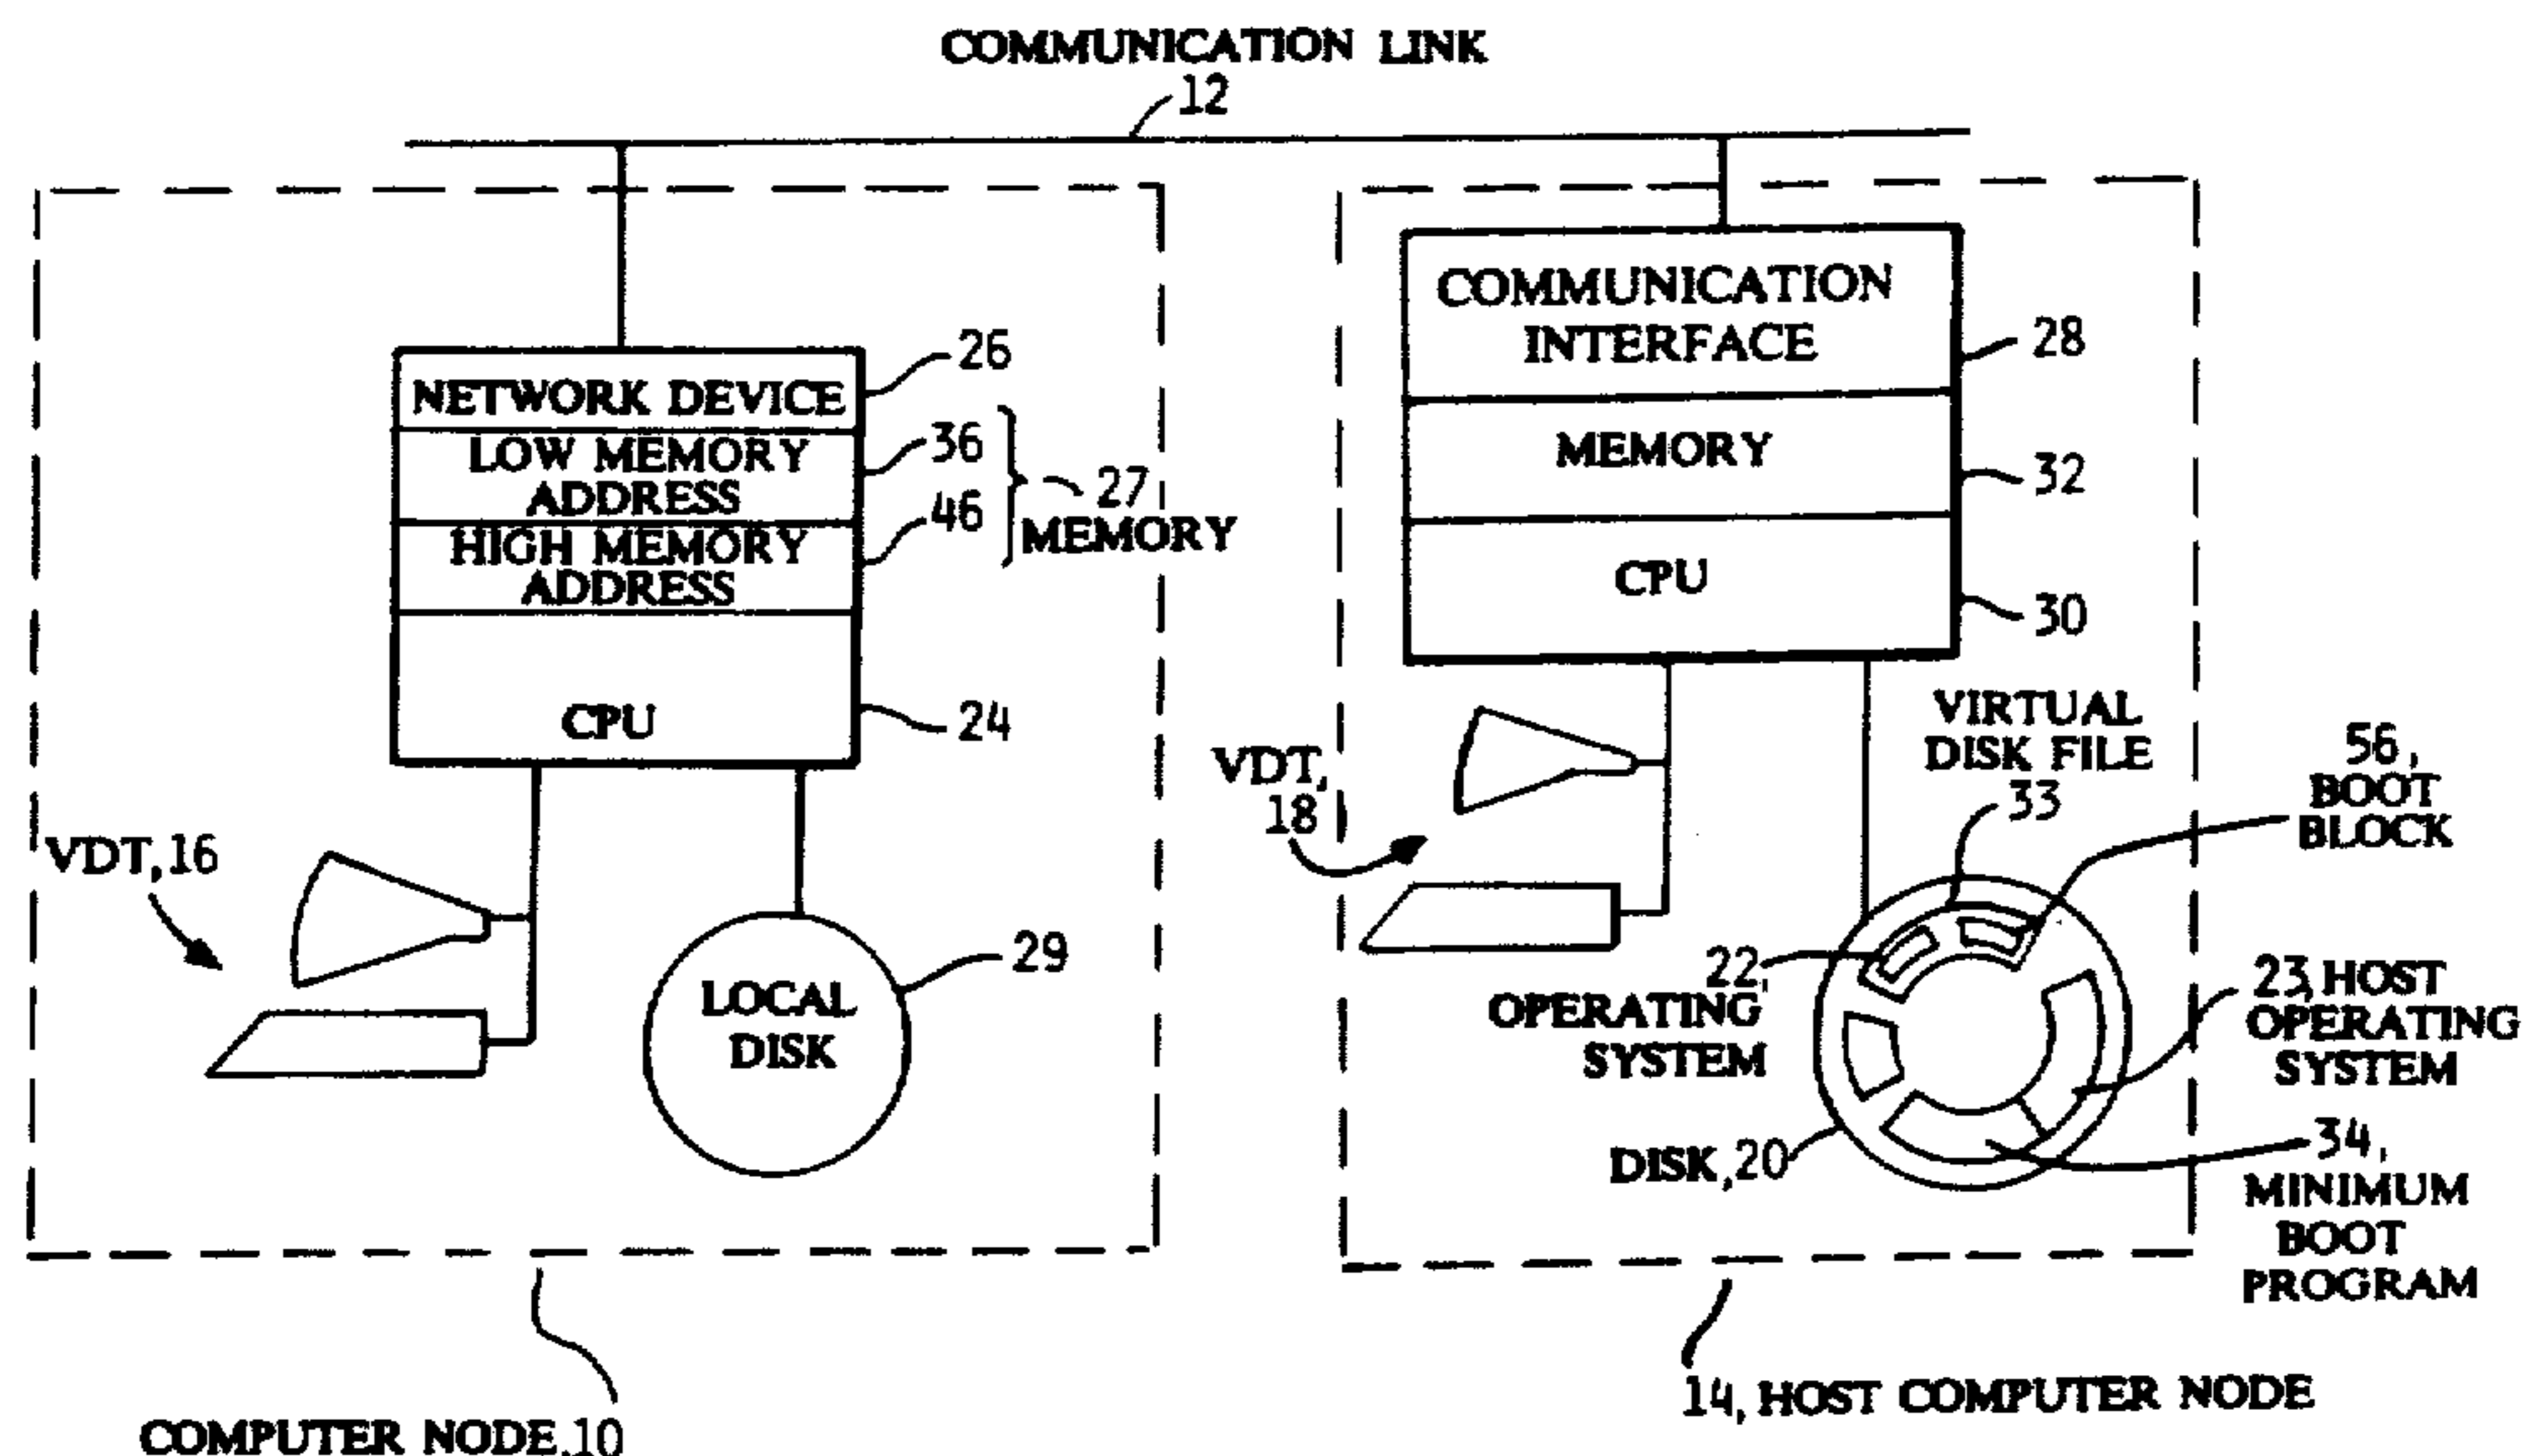 COMMUNICATION LINK
12
NETWORK DEVICE
26
LOW MEMORY
ADDRESS
36
HIGH MEMORY
ADDRESS
46
27
MEMORY
CPU
24
VDT, 16
LOCAL
DISK
29
COMPUTER NODE, 10
COMMUNICATION
INTERFACE
28
MEMORY
32
CPU
30
VDT,
18
VIRTUAL
DISK FILE
33
56,
BOOT
BLOCK
22,
OPERATING
SYSTEM
23, HOST
OPERATING
SYSTEM
DISK, 20
34,
MINIMUM
BOOT
PROGRAM
14, HOST COMPUTER NODE